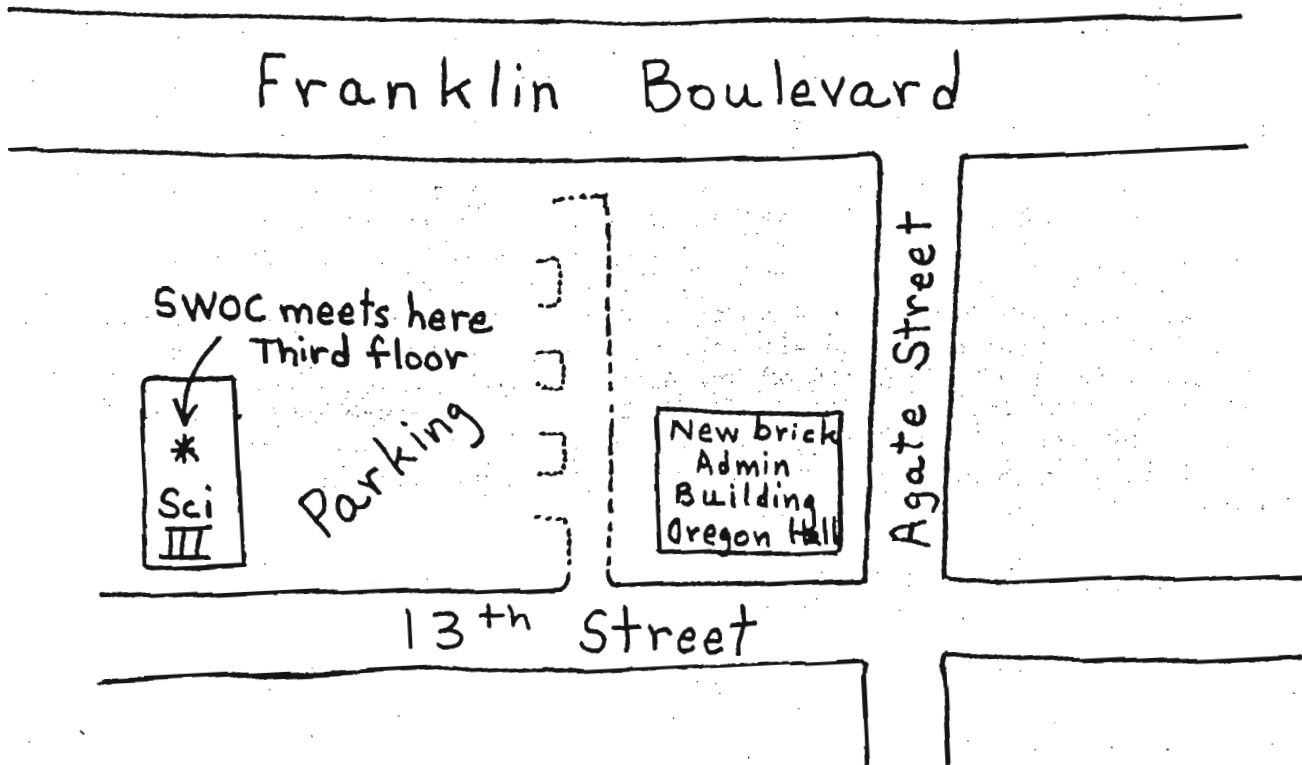 Franklin Boulevard
SWOC meets here
Third floor
Parking
Sci
III
New brick
Admin
Building
Oregon Hall
Agate Street
13th Street